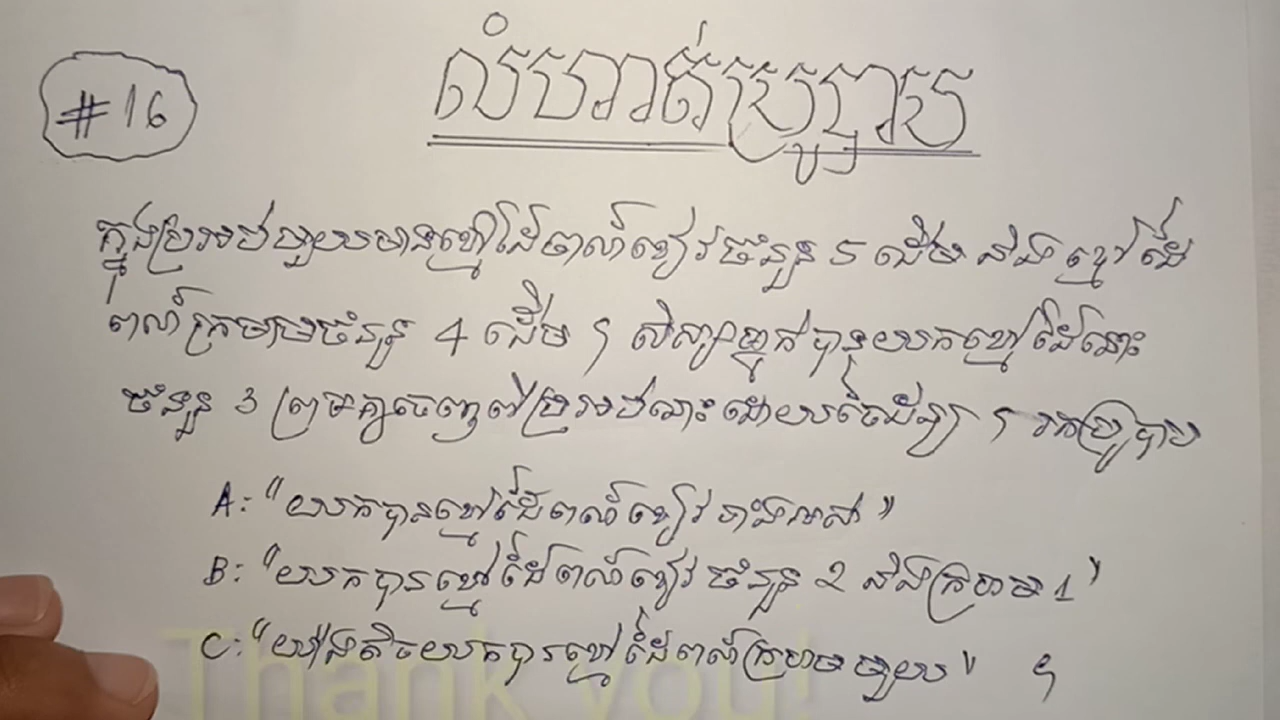 #16
លំហាត់ប្រូបាប
ក្នុងប្រអប់មួយមានខ្មៅដៃពណ៌ខៀវចំនួន 5 ដើម និងខ្មៅដៃ
ពណ៌ក្រហមចំនួន 4 ដើម ។ សិស្សម្នាក់បានយកខ្មៅដៃនោះ
ចំនួន 3 ព្រមគ្នាចេញពីប្រអប់នោះដោយចៃដន្យ ។ រកប្រូបាប
A: "យកបានខ្មៅដៃពណ៌ខៀវទាំងអស់"
B: "យកបានខ្មៅដៃពណ៌ខៀវចំនួន 2 និងក្រហម 1"
C: "យ៉ាងតិចយកបានខ្មៅដៃពណ៌ក្រហមមួយ" ។
Thank you!